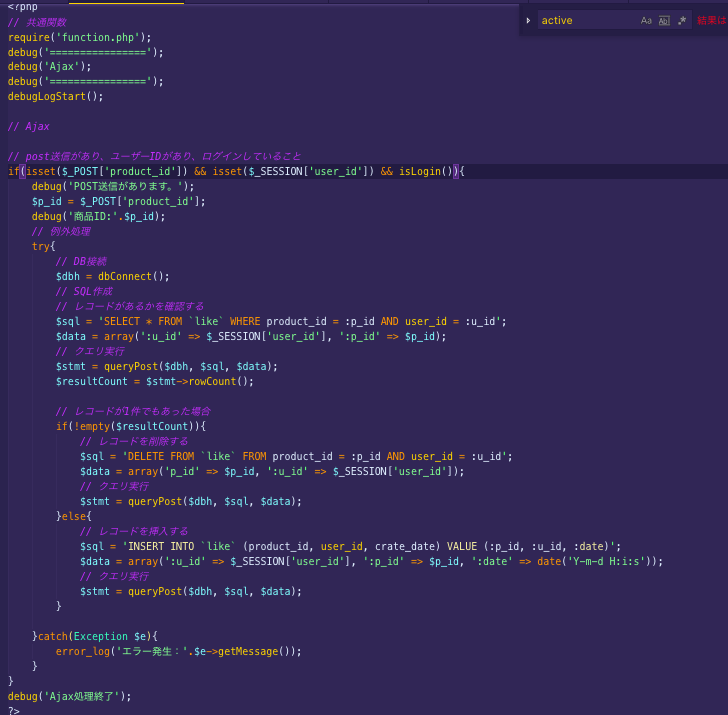 <?php
active
Aa
Ab|
.*
結果は
// 共通関数
require('function.php');
debug('================');
debug('Ajax');
debug('================');
debugLogStart();
// Ajax
// post送信があり、ユーザーIDがあり、ログインしていること
if(isset($_POST['product_id']) && isset($_SESSION['user_id']) && isLogin()){
debug('POST送信があります。');
$p_id = $_POST['product_id'];
debug('商品ID:'.$p_id);
// 例外処理
try{
// DB接続
$dbh = dbConnect();
// SQL作成
// レコードがあるかを確認する
$sql = 'SELECT * FROM `like` WHERE product_id = :p_id AND user_id = :u_id';
$data = array(':u_id' => $_SESSION['user_id'], ':p_id' => $p_id);
// クエリ実行
$stmt = queryPost($dbh, $sql, $data);
$resultCount = $stmt->rowCount();
// レコードが1件でもあった場合
if(!empty($resultCount)){
// レコードを削除する
$sql = 'DELETE FROM `like` FROM product_id = :p_id AND user_id = :u_id';
$data = array('p_id' => $p_id, ':u_id' => $_SESSION['user_id']);
// クエリ実行
$stmt = queryPost($dbh, $sql, $data);
}else{
// レコードを挿入する
$sql = 'INSERT INTO `like` (product_id, user_id, crate_date) VALUE (:p_id, :u_id, :date)';
$data = array(':u_id' => $_SESSION['user_id'], ':p_id' => $p_id, ':date' => date('Y-m-d H:i:s'));
// クエリ実行
$stmt = queryPost($dbh, $sql, $data);
}
}catch(Exception $e){
error_log('エラー発生：'.$e->getMessage());
}
}
debug('Ajax処理終了');
?>